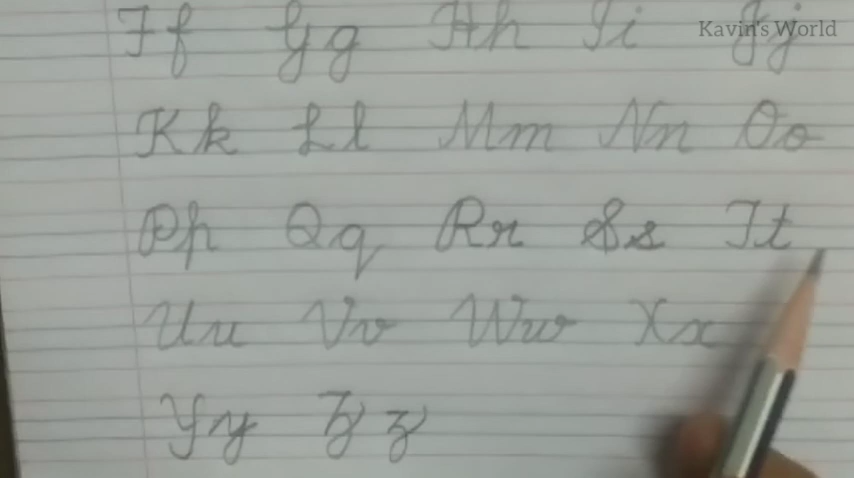 Ff Gg Hh Ii Jj
Kavin's World
Kk Ll Mm Nn Oo
Pp Qq Rr Ss Tt
Uu Vv Ww Xx
Yy Zz